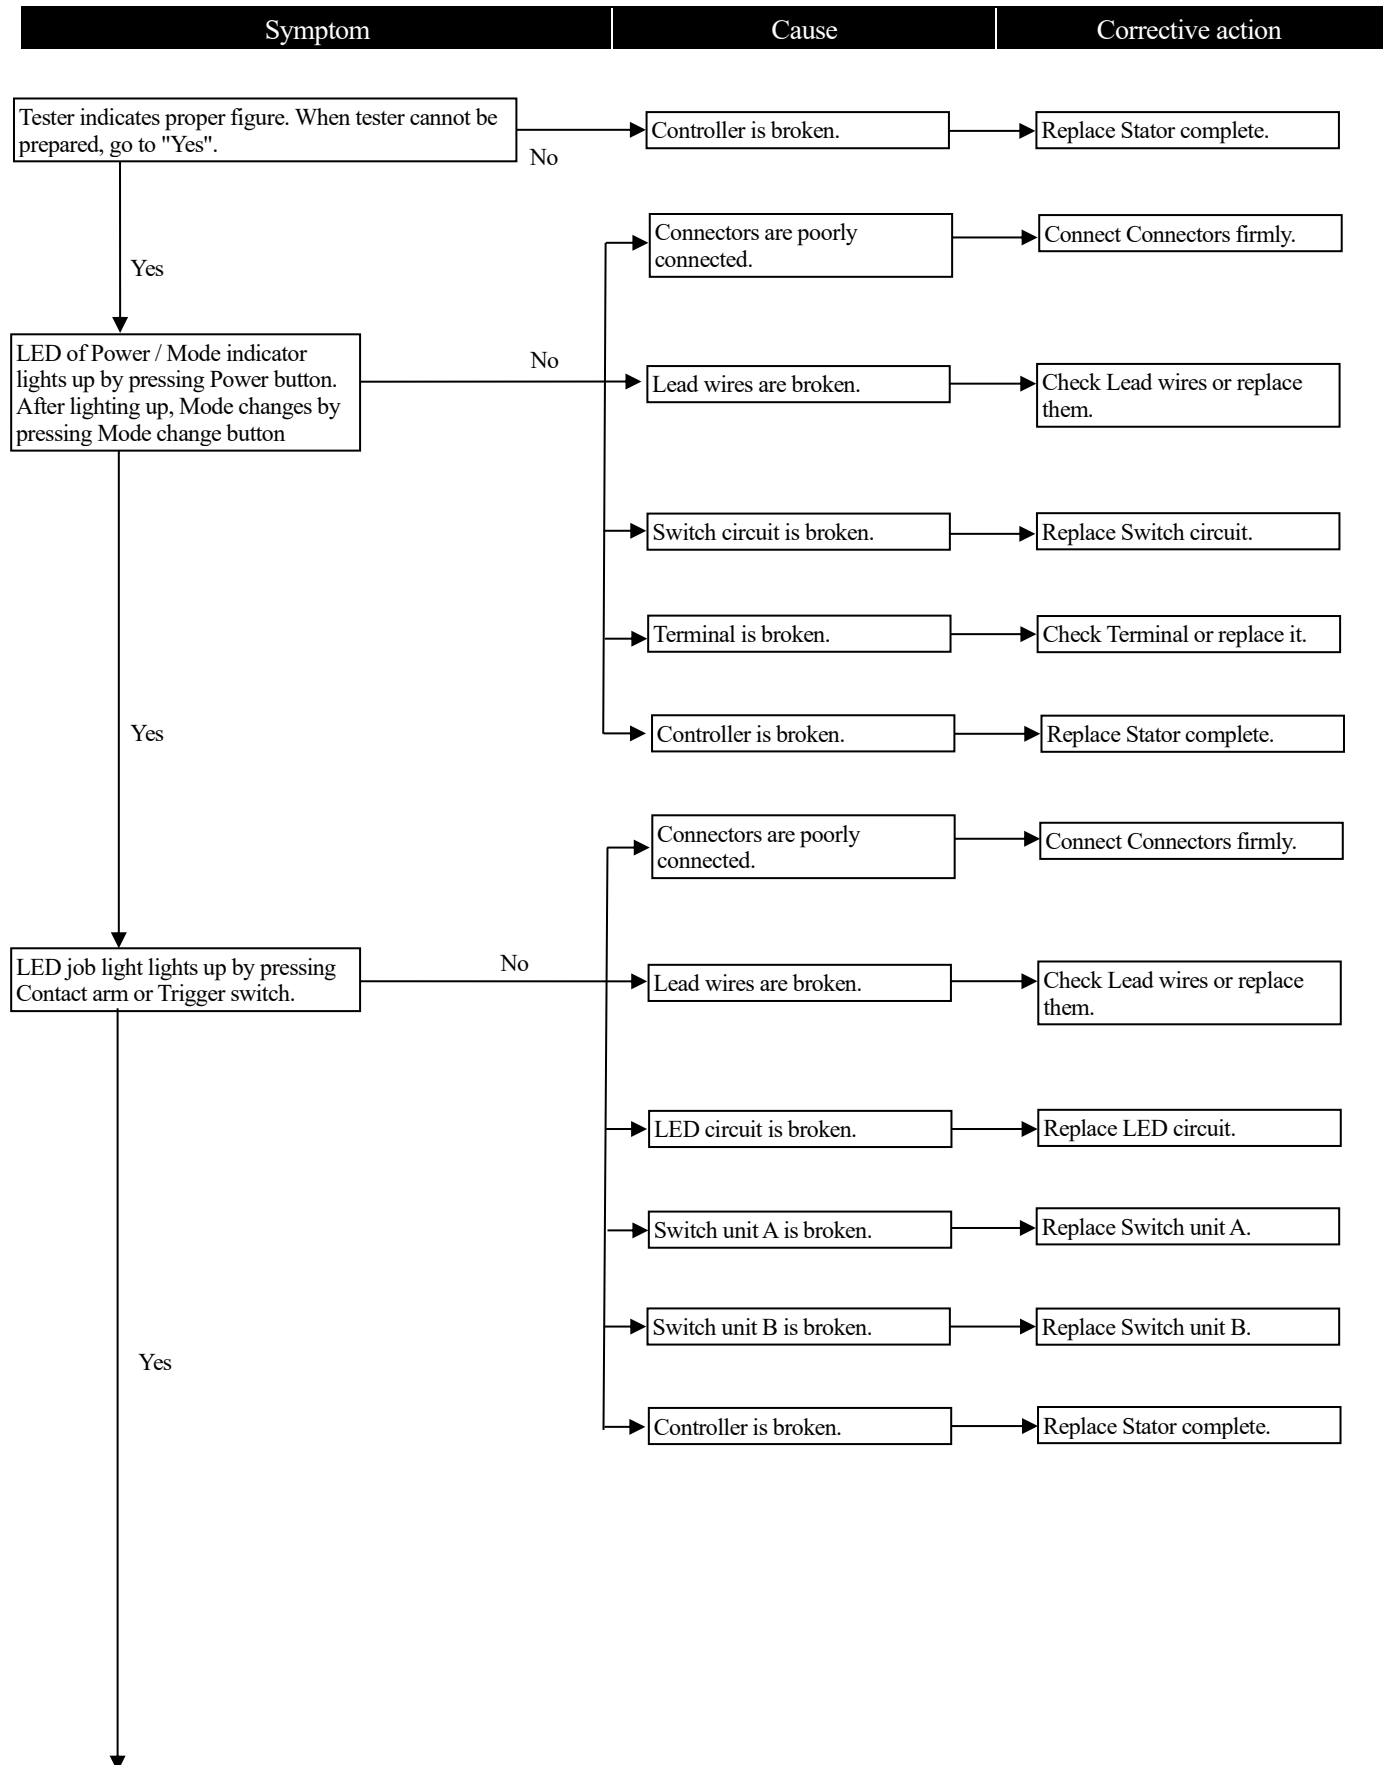 Symptom
Cause
Corrective action
Tester indicates proper figure. When tester cannot be
prepared, go to "Yes".
No
Controller is broken.
Replace Stator complete.
Yes
Connectors are poorly
connected.
Connect Connectors firmly.
LED of Power / Mode indicator
lights up by pressing Power button.
After lighting up, Mode changes by
pressing Mode change button
No
Lead wires are broken.
Check Lead wires or replace
them.
Switch circuit is broken.
Replace Switch circuit.
Terminal is broken.
Check Terminal or replace it.
Yes
Controller is broken.
Replace Stator complete.
Connectors are poorly
connected.
Connect Connectors firmly.
LED job light lights up by pressing
Contact arm or Trigger switch.
No
Lead wires are broken.
Check Lead wires or replace
them.
LED circuit is broken.
Replace LED circuit.
Switch unit A is broken.
Replace Switch unit A.
Switch unit B is broken.
Replace Switch unit B.
Yes
Controller is broken.
Replace Stator complete.